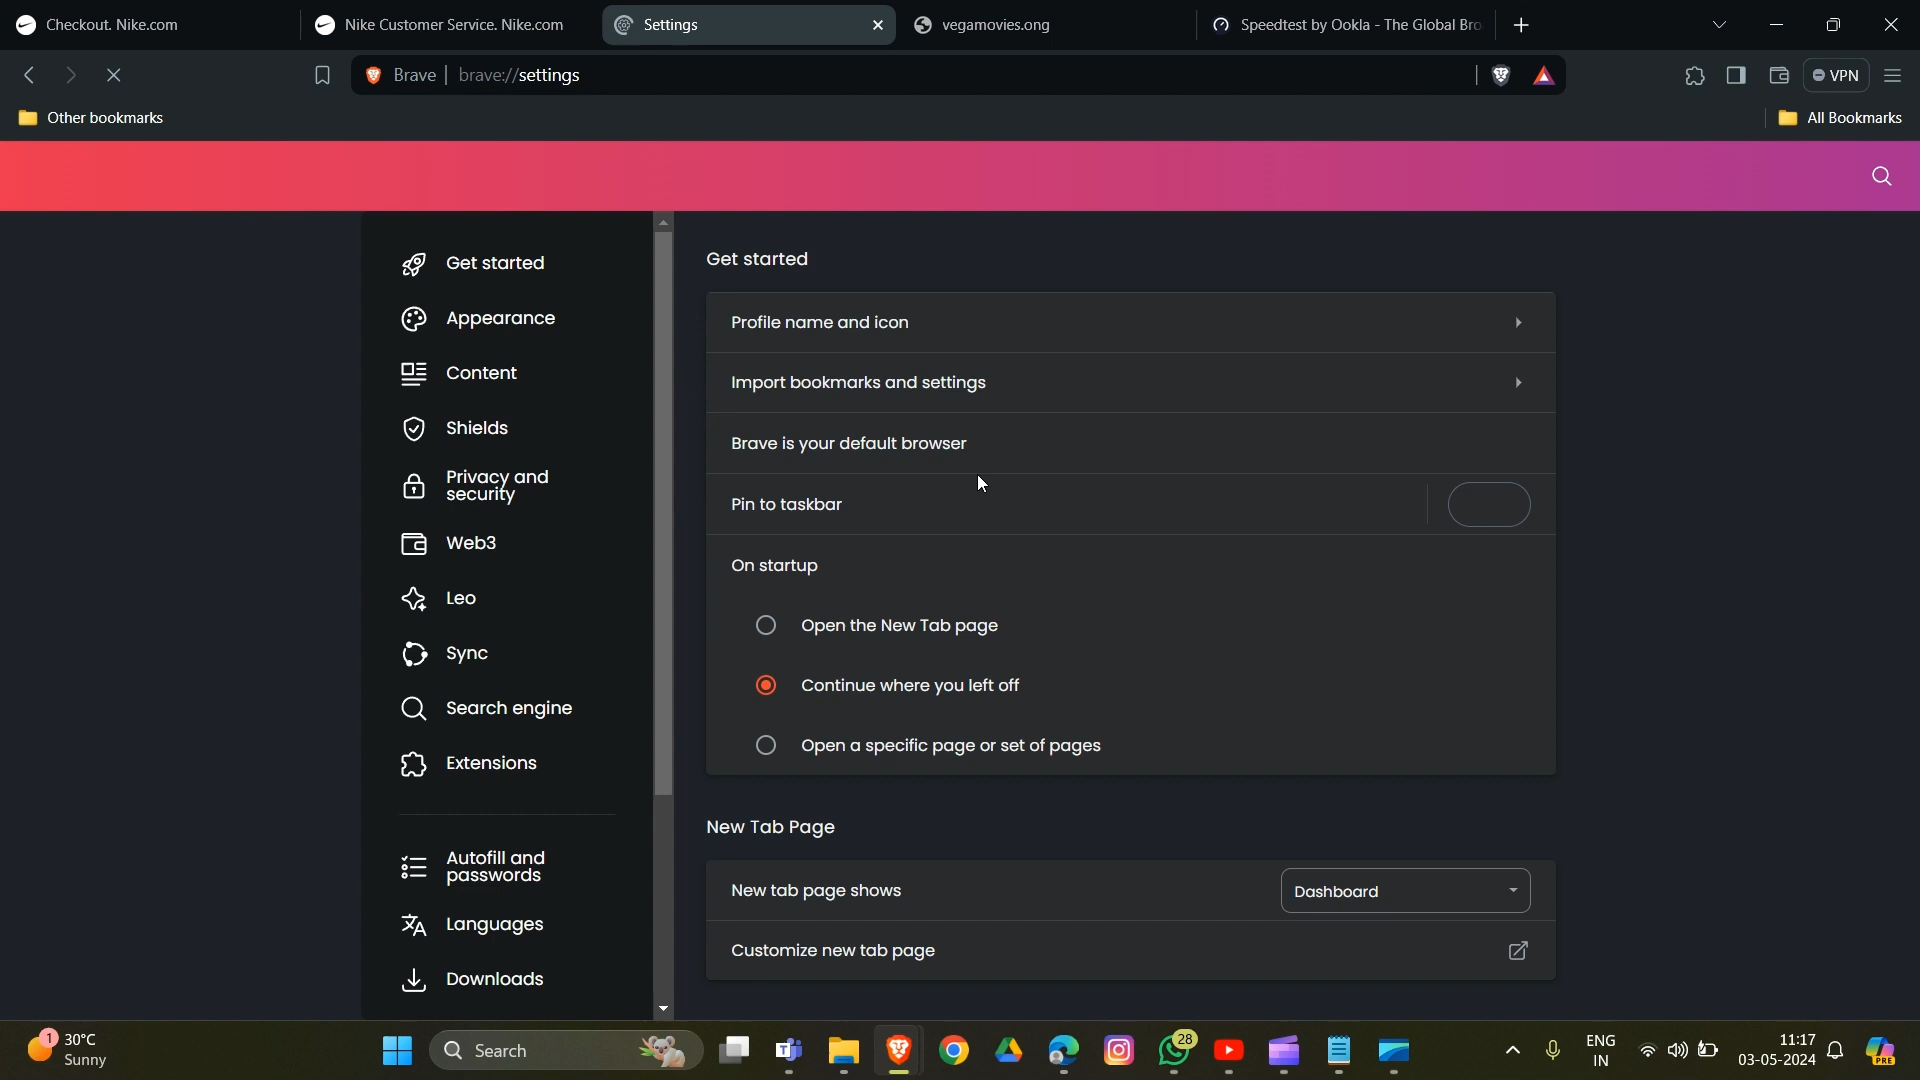 Checkout. Nike.com
Nike Customer Service. Nike.com
Settings
vegamovies.ong
Speedtest by Ookla - The Global Bro
Brave
brave://settings
VPN
Other bookmarks
All Bookmarks
Get started
Appearance
Content
Shields
Privacy and
security
Web3
Leo
Sync
Search engine
Extensions
Autofill and
passwords
Languages
Downloads
Get started
Profile name and icon
Import bookmarks and settings
Brave is your default browser
Pin to taskbar
On startup
Open the New Tab page
Continue where you left off
Open a specific page or set of pages
New Tab Page
New tab page shows
Dashboard
Customize new tab page
1
30°C
Sunny
Search
28
ENG
IN
11:17
03-05-2024
PRE